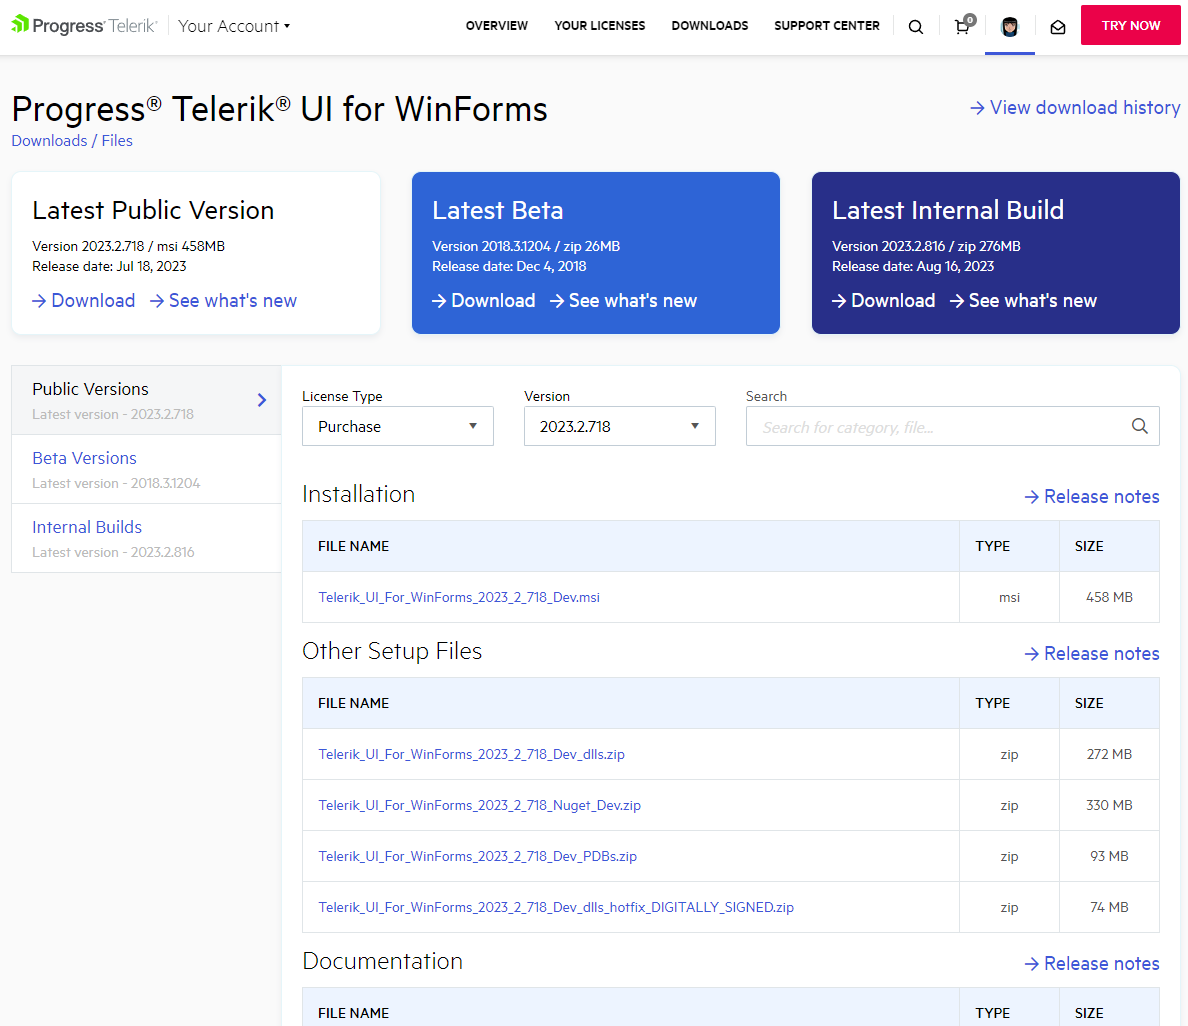 Progress® Telerik® Your Account OVERVIEW YOUR LICENSES DOWNLOADS SUPPORT CENTER 0 TRY NOW
Progress® Telerik® UI for WinForms
View download history
Downloads / Files
Latest Public Version
Version 2023.2.718 / msi 458MB
Release date: Jul 18, 2023
Download See what's new
Latest Beta
Version 2018.3.1204 / zip 26MB
Release date: Dec 4, 2018
Download See what's new
Latest Internal Build
Version 2023.2.816 / zip 276MB
Release date: Aug 16, 2023
Download See what's new
Public Versions
Latest version - 2023.2.718
Beta Versions
Latest version - 2018.3.1204
Internal Builds
Latest version - 2023.2.816
License Type Version Search
Purchase 2023.2.718 Search for category, file...
Installation Release notes
FILE NAME TYPE SIZE
Telerik_UI_For_WinForms_2023_2_718_Dev.msi msi 458 MB
Other Setup Files Release notes
FILE NAME TYPE SIZE
Telerik_UI_For_WinForms_2023_2_718_Dev_dlls.zip zip 272 MB
Telerik_UI_For_WinForms_2023_2_718_Nuget_Dev.zip zip 330 MB
Telerik_UI_For_WinForms_2023_2_718_Dev_PDBs.zip zip 93 MB
Telerik_UI_For_WinForms_2023_2_718_Dev_dlls_hotfix_DIGITALLY_SIGNED.zip zip 74 MB
Documentation Release notes
FILE NAME TYPE SIZE